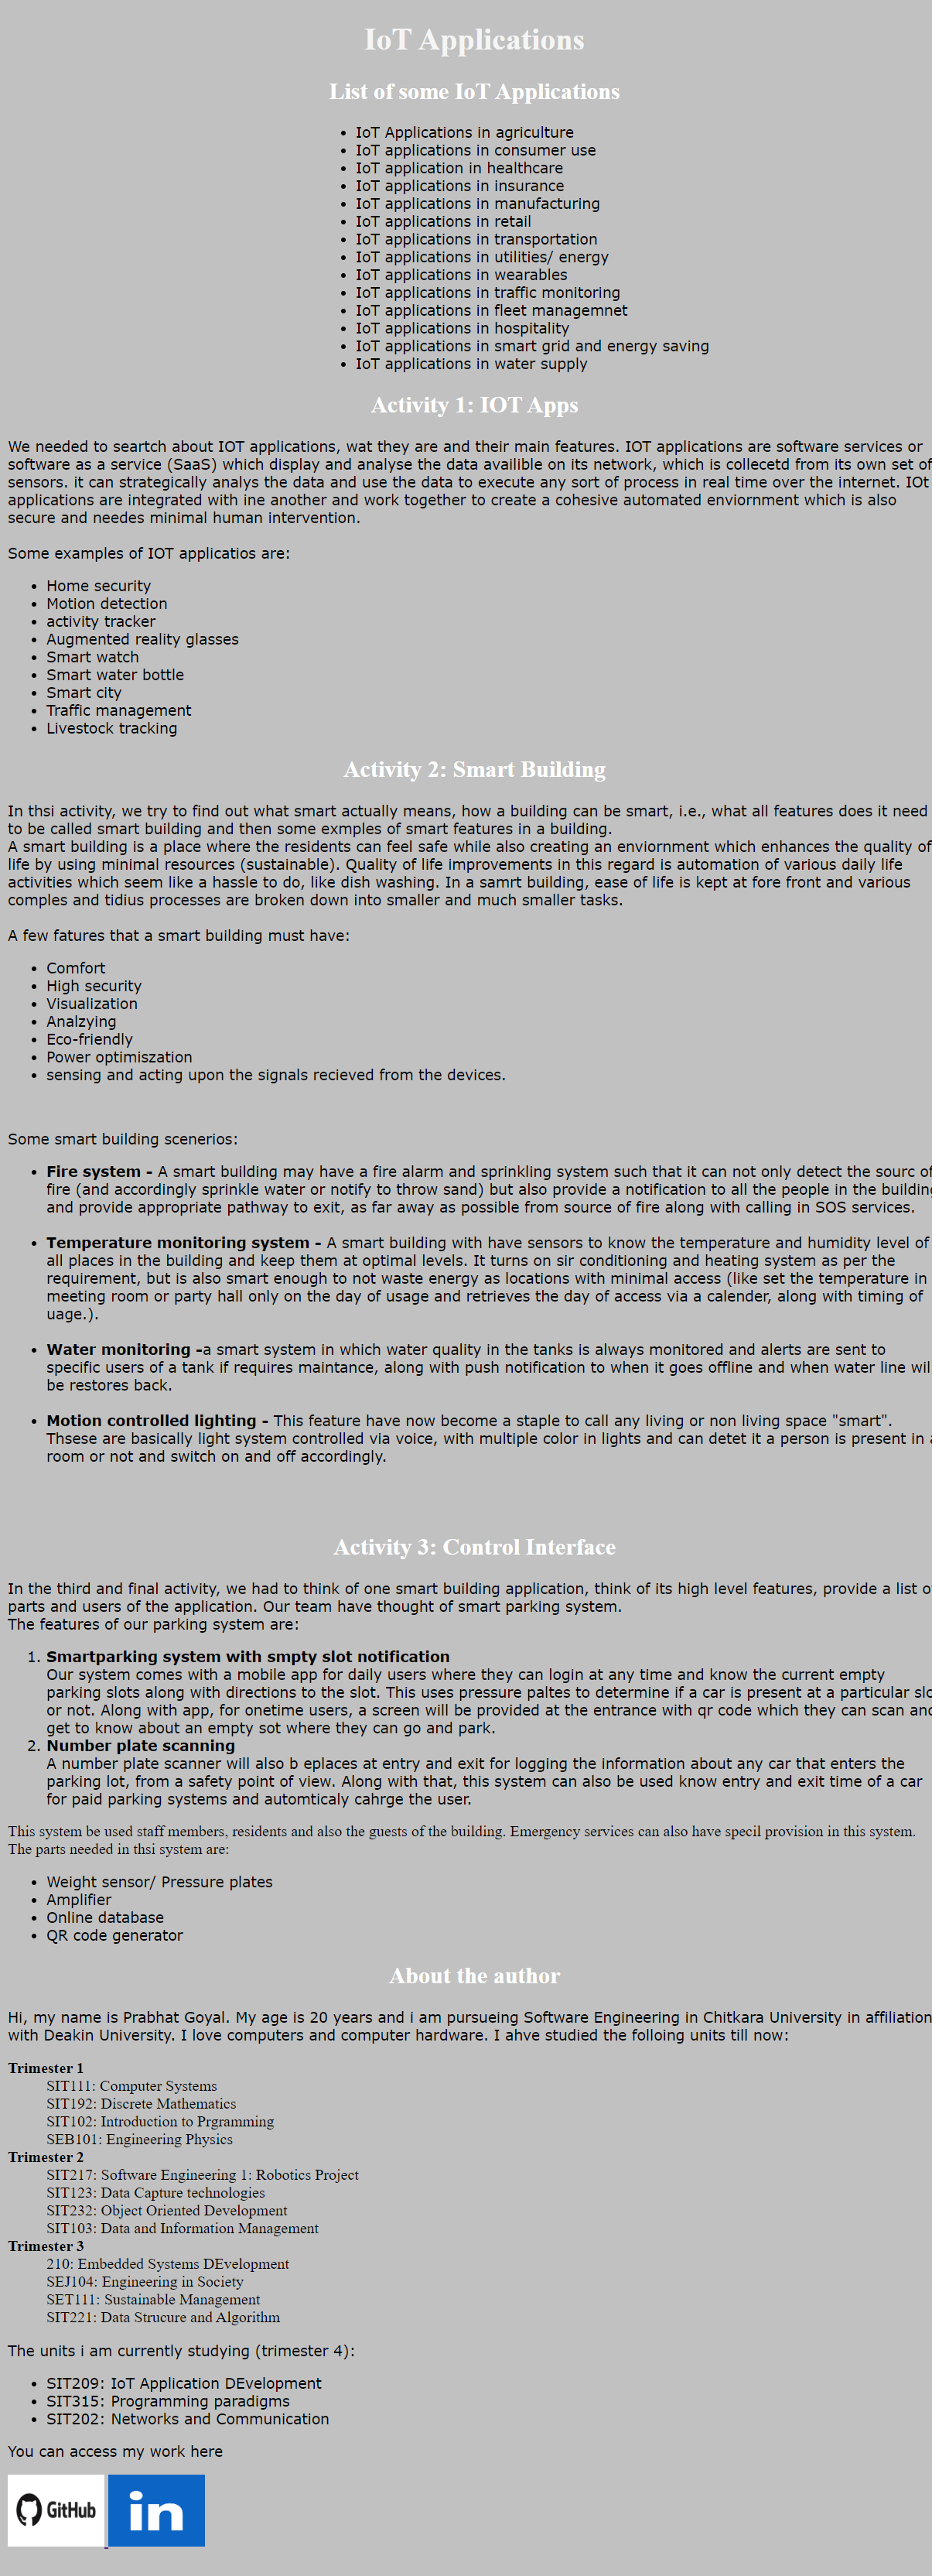 IoT Applications
List of some IoT Applications
IoT Applications in agriculture
IoT applications in consumer use
IoT application in healthcare
IoT applications in insurance
IoT applications in manufacturing
IoT applications in retail
IoT applications in transportation
IoT applications in utilities/ energy
IoT applications in wearables
IoT applications in traffic monitoring
IoT applications in fleet managemnet
IoT applications in hospitality
IoT applications in smart grid and energy saving
IoT applications in water supply
Activity 1: IOT Apps
We needed to seartch about IOT applications, wat they are and their main features. IOT applications are software services or
software as a service (SaaS) which display and analyse the data availible on its network, which is collecetd from its own set of
sensors. it can strategically analys the data and use the data to execute any sort of process in real time over the internet. IOt
applications are integrated with ine another and work together to create a cohesive automated enviornment which is also
secure and needes minimal human intervention.
Some examples of IOT applicatios are:
Home security
Motion detection
activity tracker
Augmented reality glasses
Smart watch
Smart water bottle
Smart city
Traffic management
Livestock tracking
Activity 2: Smart Building
In thsi activity, we try to find out what smart actually means, how a building can be smart, i.e., what all features does it need
to be called smart building and then some exmples of smart features in a building.
A smart building is a place where the residents can feel safe while also creating an enviornment which enhances the quality of
life by using minimal resources (sustainable). Quality of life improvements in this regard is automation of various daily life
activities which seem like a hassle to do, like dish washing. In a samrt building, ease of life is kept at fore front and various
comples and tidius processes are broken down into smaller and much smaller tasks.
A few fatures that a smart building must have:
Comfort
High security
Visualization
Analzying
Eco-friendly
Power optimiszation
sensing and acting upon the signals recieved from the devices.
Some smart building scenerios:
Fire system - A smart building may have a fire alarm and sprinkling system such that it can not only detect the sourc of
fire (and accordingly sprinkle water or notify to throw sand) but also provide a notification to all the people in the building
and provide appropriate pathway to exit, as far away as possible from source of fire along with calling in SOS services.
Temperature monitoring system - A smart building with have sensors to know the temperature and humidity level of
all places in the building and keep them at optimal levels. It turns on sir conditioning and heating system as per the
requirement, but is also smart enough to not waste energy as locations with minimal access (like set the temperature in
meeting room or party hall only on the day of usage and retrieves the day of access via a calender, along with timing of
uage.).
Water monitoring -a smart system in which water quality in the tanks is always monitored and alerts are sent to
specific users of a tank if requires maintance, along with push notification to when it goes offline and when water line wil
be restores back.
Motion controlled lighting - This feature have now become a staple to call any living or non living space "smart".
Thsese are basically light system controlled via voice, with multiple color in lights and can detet it a person is present in a
room or not and switch on and off accordingly.
Activity 3: Control Interface
In the third and final activity, we had to think of one smart building application, think of its high level features, provide a list of
parts and users of the application. Our team have thought of smart parking system.
The features of our parking system are:
1. Smartparking system with smpty slot notification
Our system comes with a mobile app for daily users where they can login at any time and know the current empty
parking slots along with directions to the slot. This uses pressure paltes to determine if a car is present at a particular slo
or not. Along with app, for onetime users, a screen will be provided at the entrance with qr code which they can scan and
get to know about an empty sot where they can go and park.
2. Number plate scanning
A number plate scanner will also b eplaces at entry and exit for logging the information about any car that enters the
parking lot, from a safety point of view. Along with that, this system can also be used know entry and exit time of a car
for paid parking systems and automticaly cahrge the user.
This system be used staff members, residents and also the guests of the building. Emergency services can also have specil provision in this system.
The parts needed in thsi system are:
Weight sensor/ Pressure plates
Amplifier
Online database
QR code generator
About the author
Hi, my name is Prabhat Goyal. My age is 20 years and i am pursueing Software Engineering in Chitkara University in affiliation
with Deakin University. I love computers and computer hardware. I ahve studied the folloing units till now:
Trimester 1
SIT111: Computer Systems
SIT192: Discrete Mathematics
SIT102: Introduction to Prgramming
SEB101: Engineering Physics
Trimester 2
SIT217: Software Engineering 1: Robotics Project
SIT123: Data Capture technologies
SIT232: Object Oriented Development
SIT103: Data and Information Management
Trimester 3
210: Embedded Systems DEvelopment
SEJ104: Engineering in Society
SET111: Sustainable Management
SIT221: Data Strucure and Algorithm
The units i am currently studying (trimester 4):
SIT209: IoT Application DEvelopment
SIT315: Programming paradigms
SIT202: Networks and Communication
You can access my work here
GitHub in